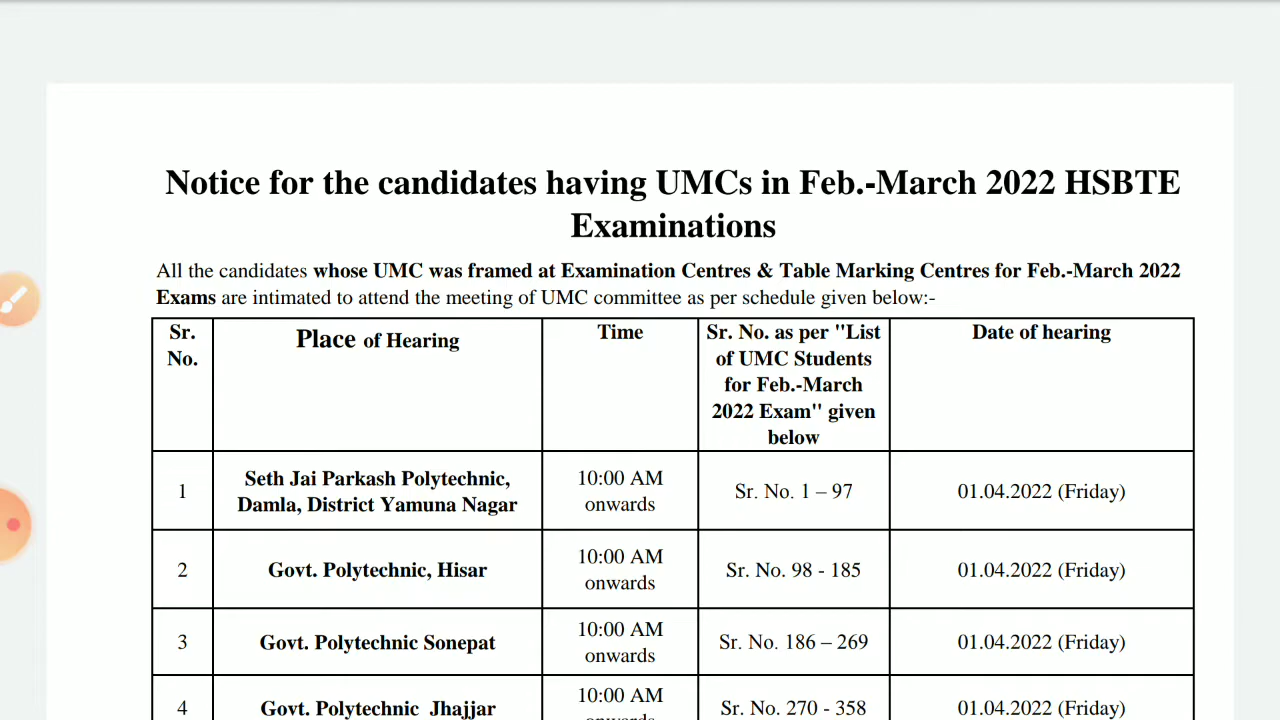 Notice for the candidates having UMCs in Feb.-March 2022 HSBTE
Examinations
All the candidates whose UMC was framed at Examination Centres & Table Marking Centres for Feb.-March 2022
Exams are intimated to attend the meeting of UMC committee as per schedule given below:-
Sr.
No.
Place of Hearing
Time
Sr. No. as per "List
of UMC Students
for Feb.-March
2022 Exam" given
below
Date of hearing
1
Seth Jai Parkash Polytechnic,
Damla, District Yamuna Nagar
10:00 AM
onwards
Sr. No. 1 – 97
01.04.2022 (Friday)
2
Govt. Polytechnic, Hisar
10:00 AM
onwards
Sr. No. 98 - 185
01.04.2022 (Friday)
3
Govt. Polytechnic Sonepat
10:00 AM
onwards
Sr. No. 186 – 269
01.04.2022 (Friday)
4
Govt. Polytechnic Jhajjar
10:00 AM
Sr. No. 270 - 358
01.04.2022 (Friday)